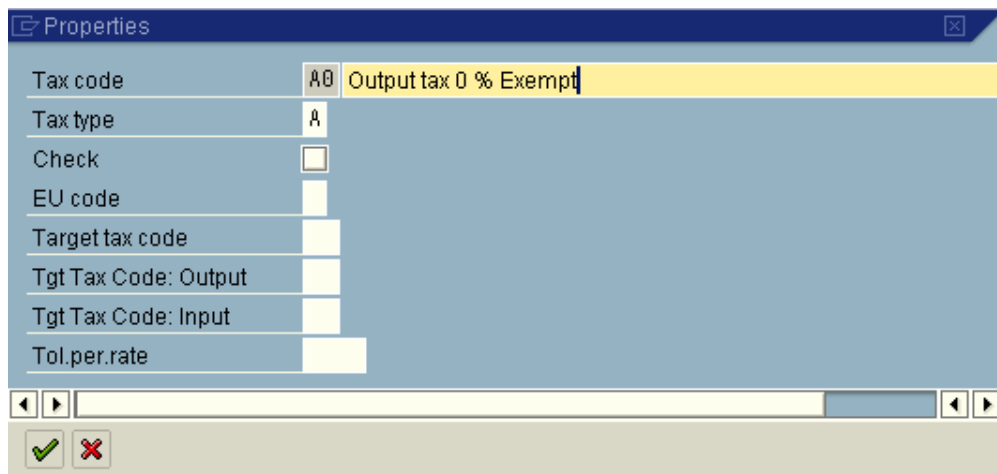 Properties
Tax code A0 Output tax 0 % Exempt
Tax type A
Check
EU code
Target tax code
Tgt Tax Code: Output
Tgt Tax Code: Input
Tol.per.rate